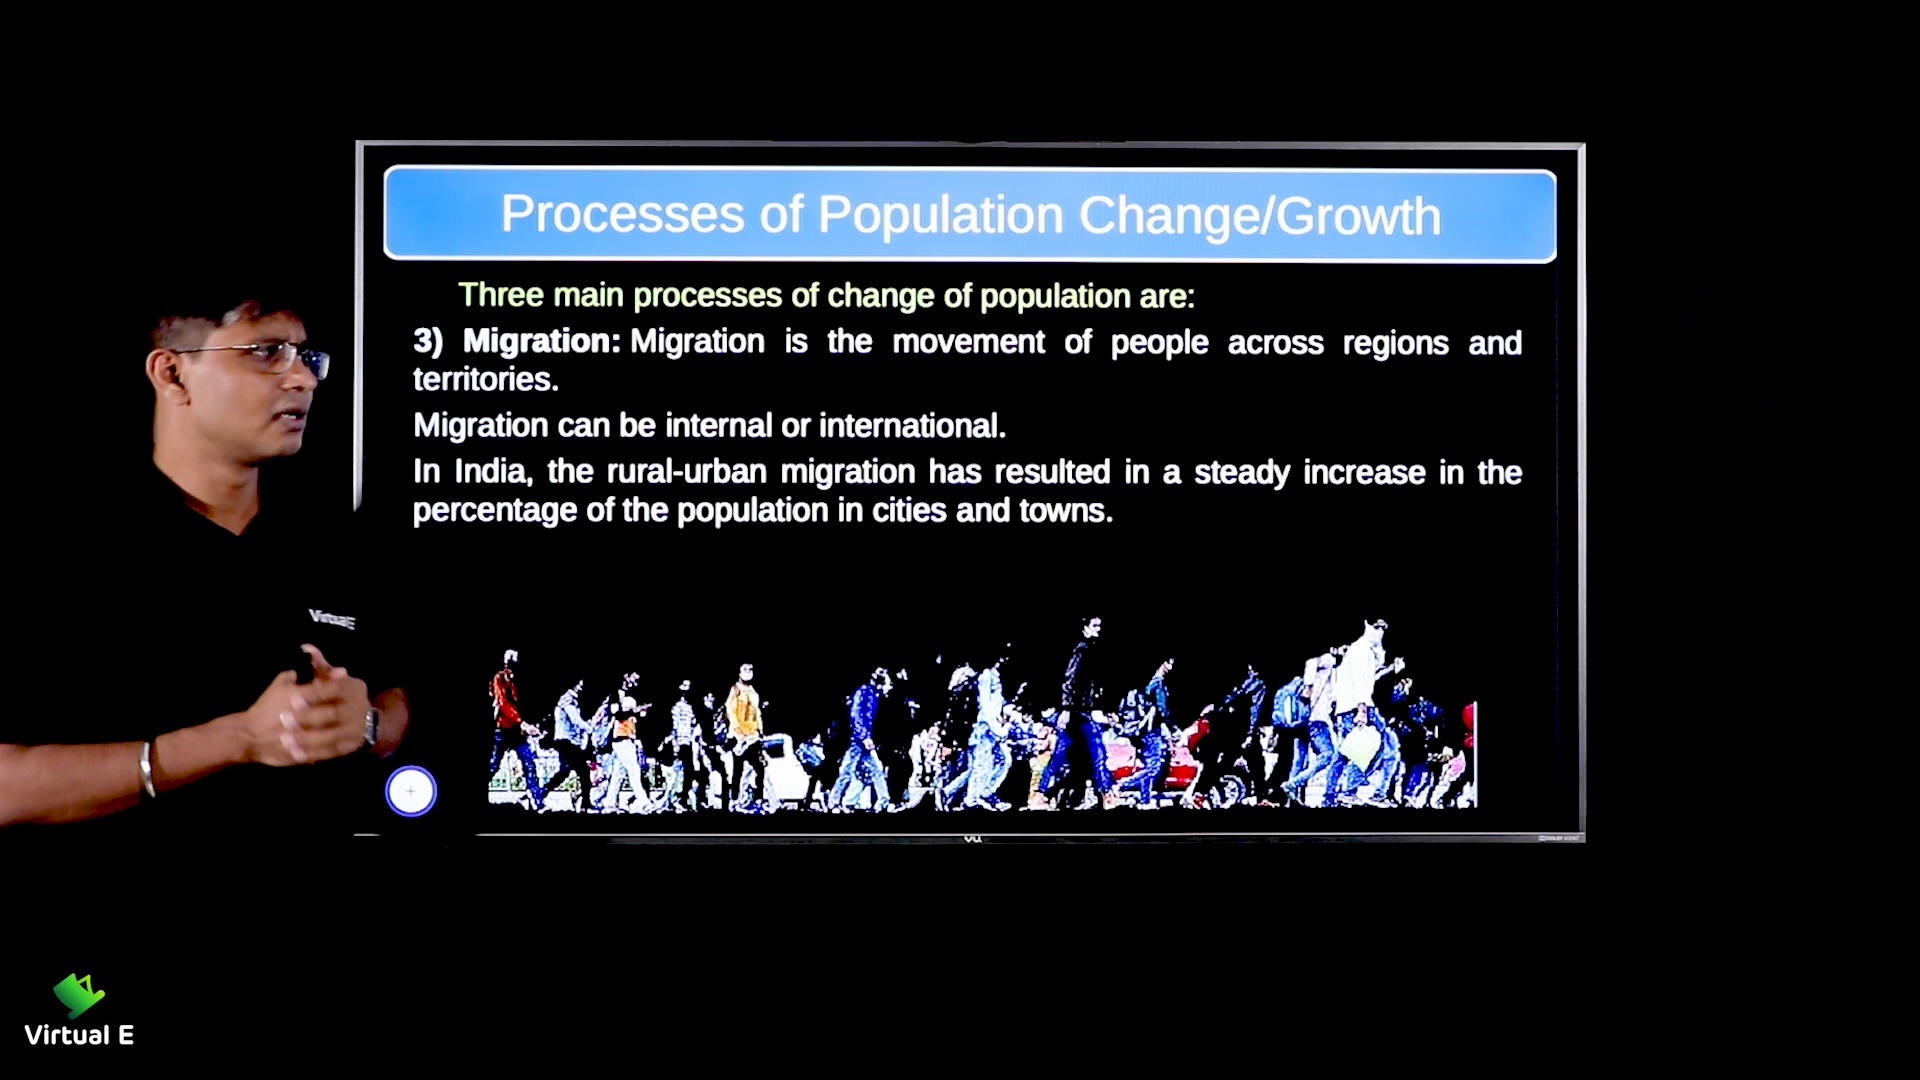 Processes of Population Change/Growth
Three main processes of change of population are:
3) Migration: Migration is the movement of people across regions and
territories.
Migration can be internal or international.
In India, the rural-urban migration has resulted in a steady increase in the
percentage of the population in cities and towns.
VirtualE
Vu
Virtual E